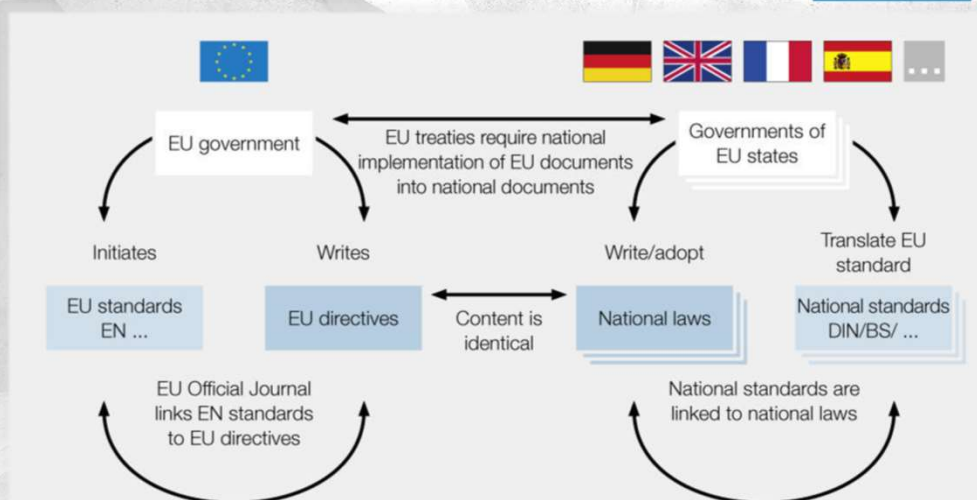 ...
EU government
EU treaties require national
implementation of EU documents
into national documents
Governments of
EU states
Initiates
Writes
Write/adopt
Translate EU
standard
EU standards
EN ...
EU directives
Content is
identical
National laws
National standards
DIN/BS/ ...
EU Official Journal
links EN standards
to EU directives
National standards are
linked to national laws